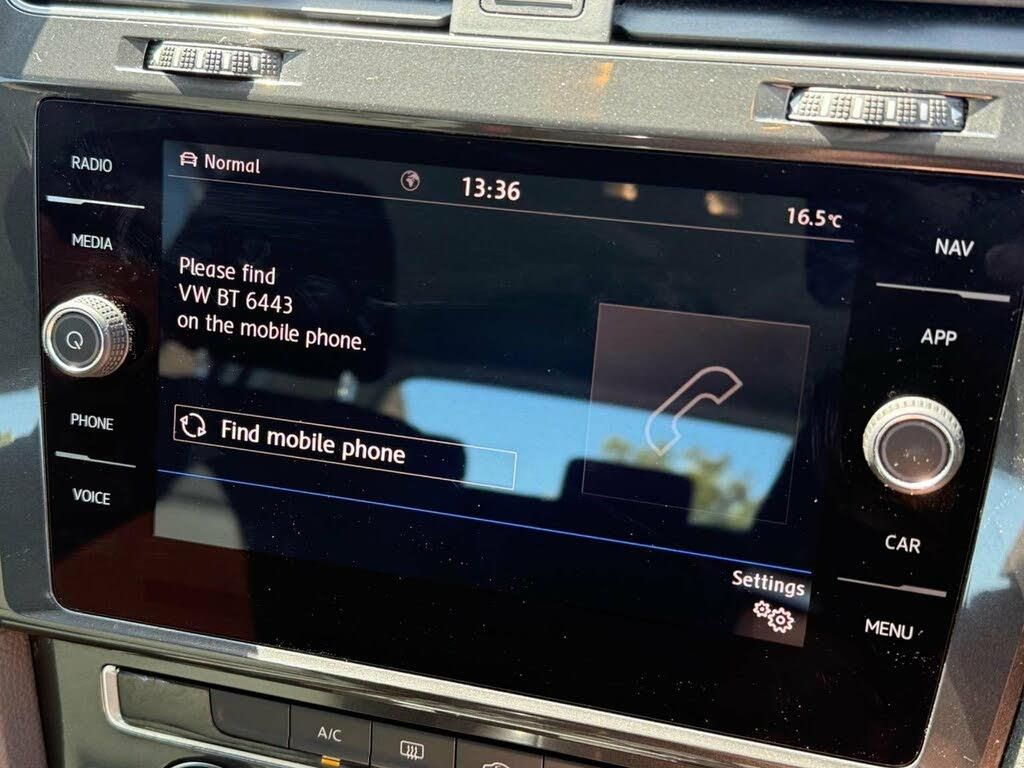 RADIO
MEDIA
PHONE
VOICE
Normal
13:36
16.5°C
Please find
VW BT 6443
on the mobile phone.
Find mobile phone
Settings
NAV
APP
CAR
MENU
A/C